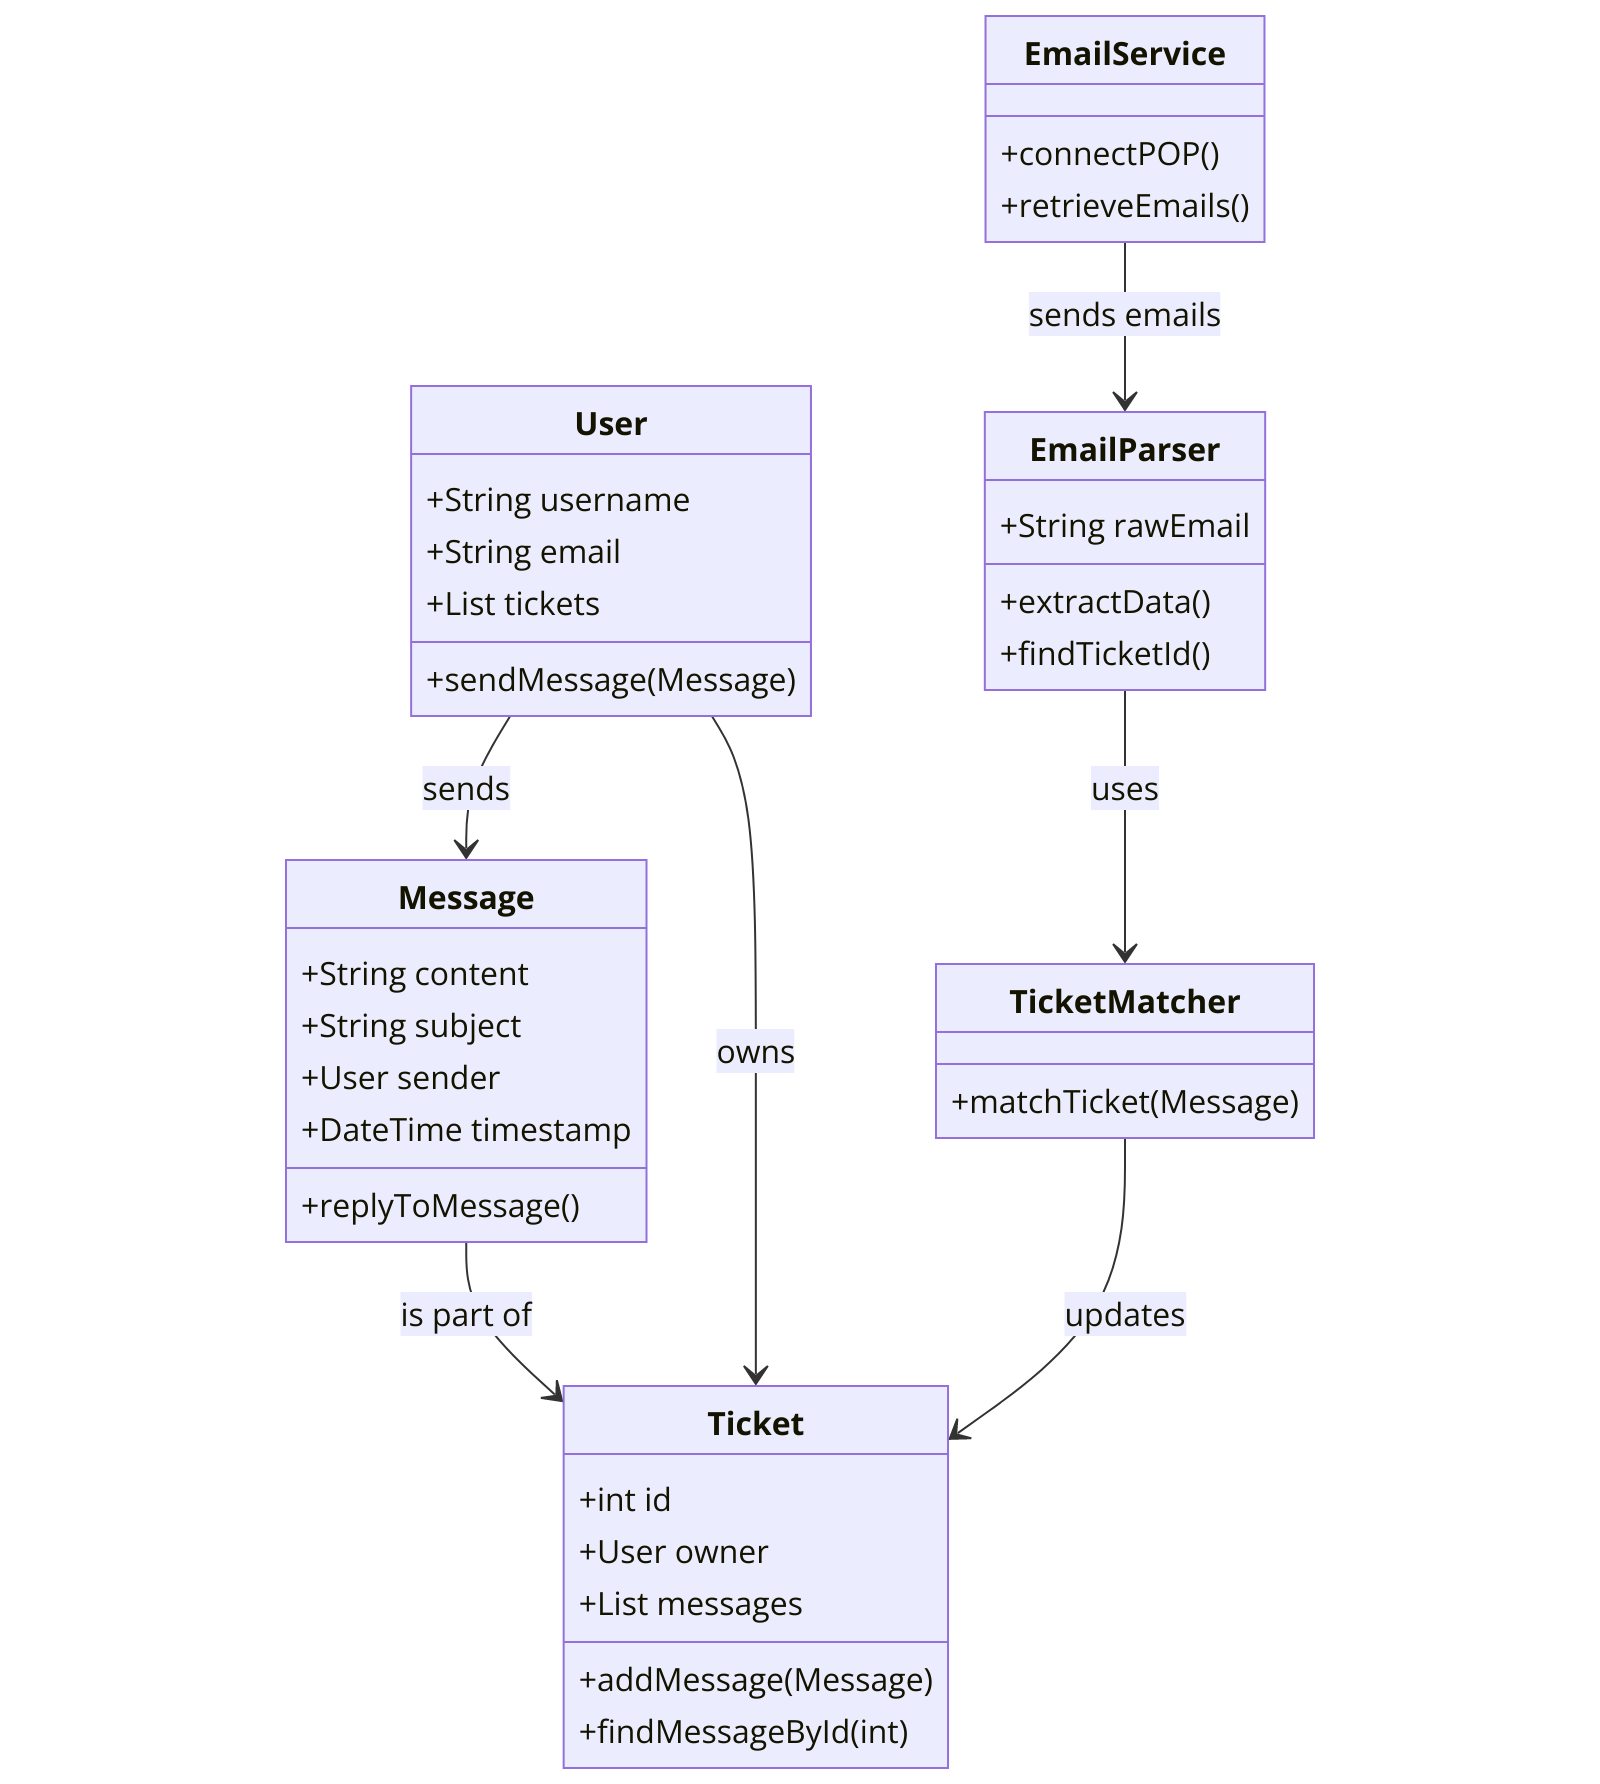 EmailService
+connectPOP()
+retrieveEmails()
sends emails
User
+String username
+String email
+List tickets
+sendMessage(Message)
EmailParser
+String rawEmail
+extractData()
+findTicketId()
sends
owns
uses
Message
+String content
+String subject
+User sender
+DateTime timestamp
+replyToMessage()
TicketMatcher
+matchTicket(Message)
is part of
updates
Ticket
+int id
+User owner
+List messages
+addMessage(Message)
+findMessageById(int)